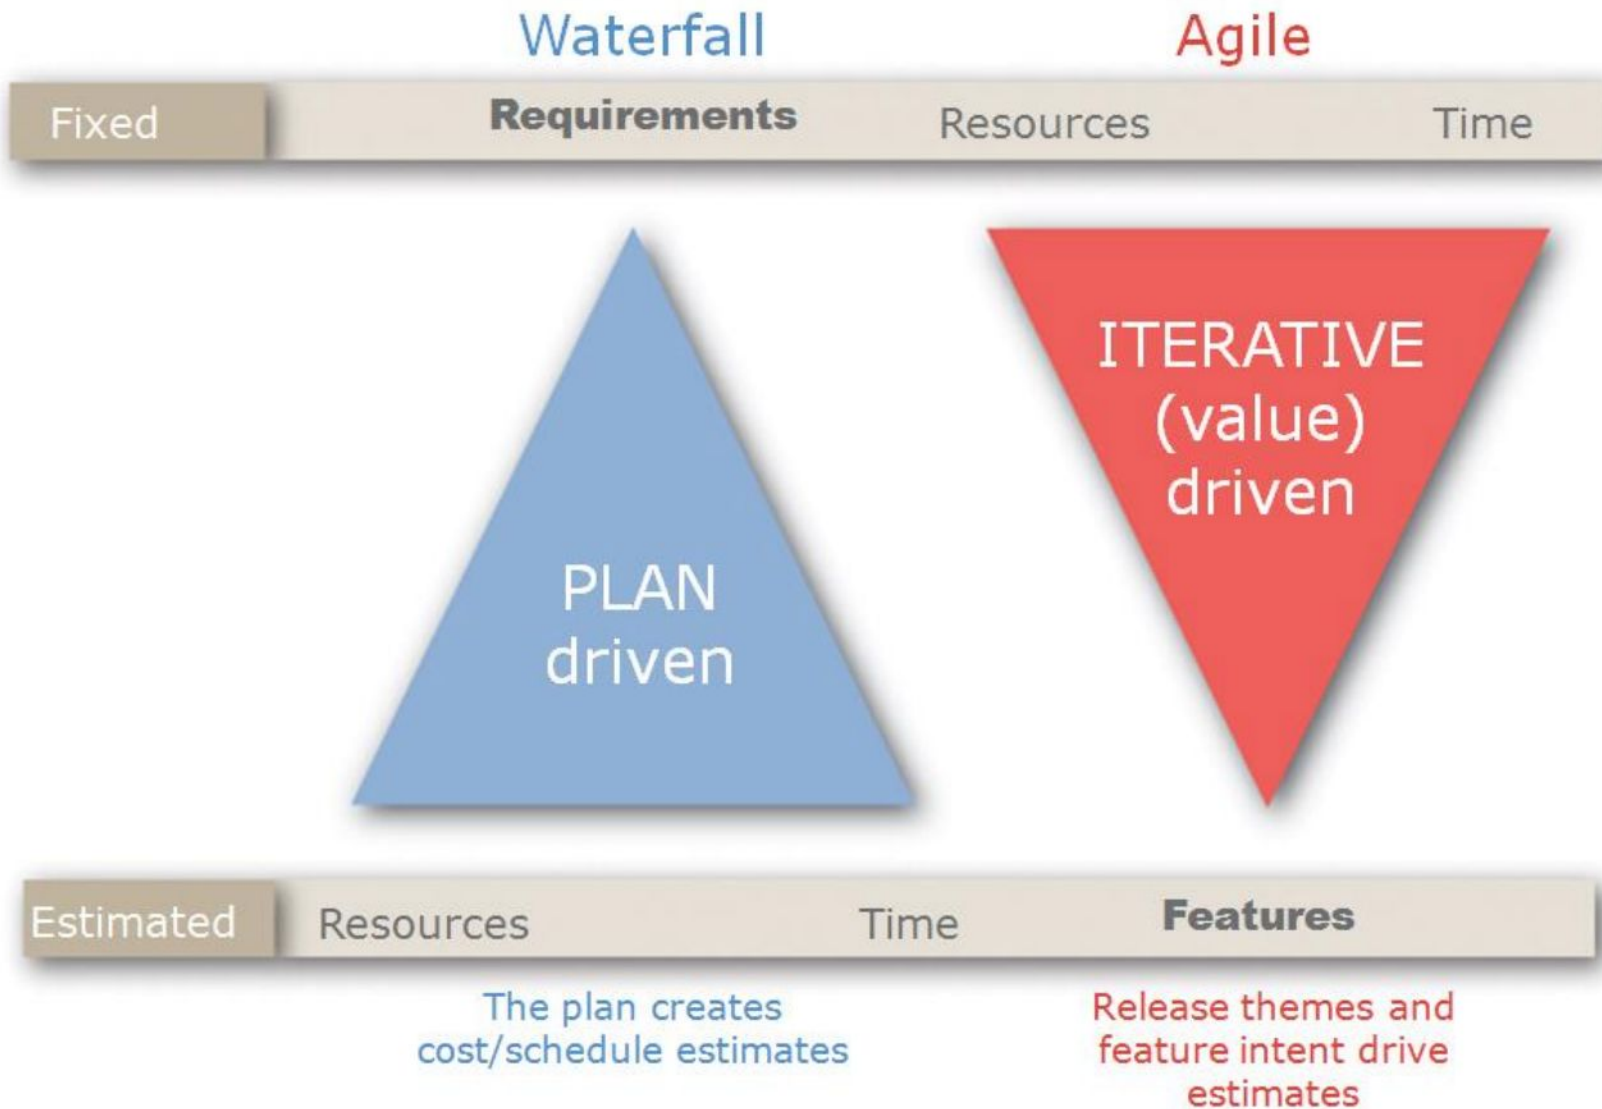 Waterfall
Agile
Fixed
Requirements
Resources
Time
PLAN
driven
ITERATIVE
(value)
driven
Estimated
Resources
Time
Features
The plan creates
cost/schedule estimates
Release themes and
feature intent drive
estimates